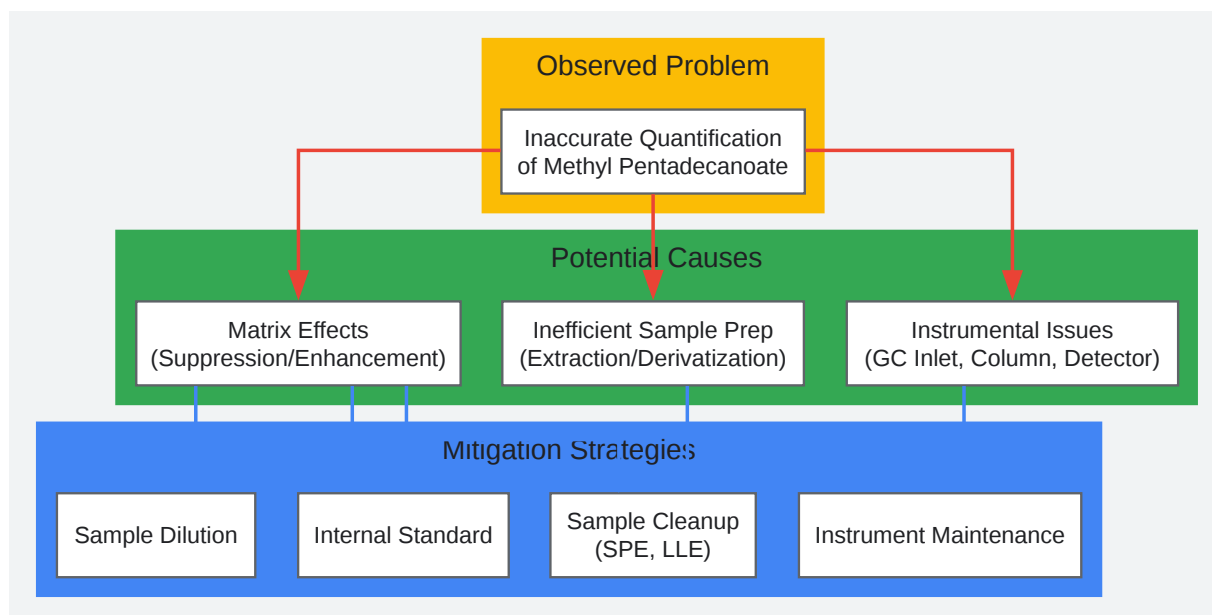 Observed Problem
Inaccurate Quantification
of Methyl Pentadecanoate
Potential Causes
Matrix Effects
(Suppression/Enhancement)
Inefficient Sample Prep
(Extraction/Derivatization)
Instrumental Issues
(GC Inlet, Column, Detector)
Mitigation Strategies
Sample Dilution
Internal Standard
Sample Cleanup
(SPE, LLE)
Instrument Maintenance